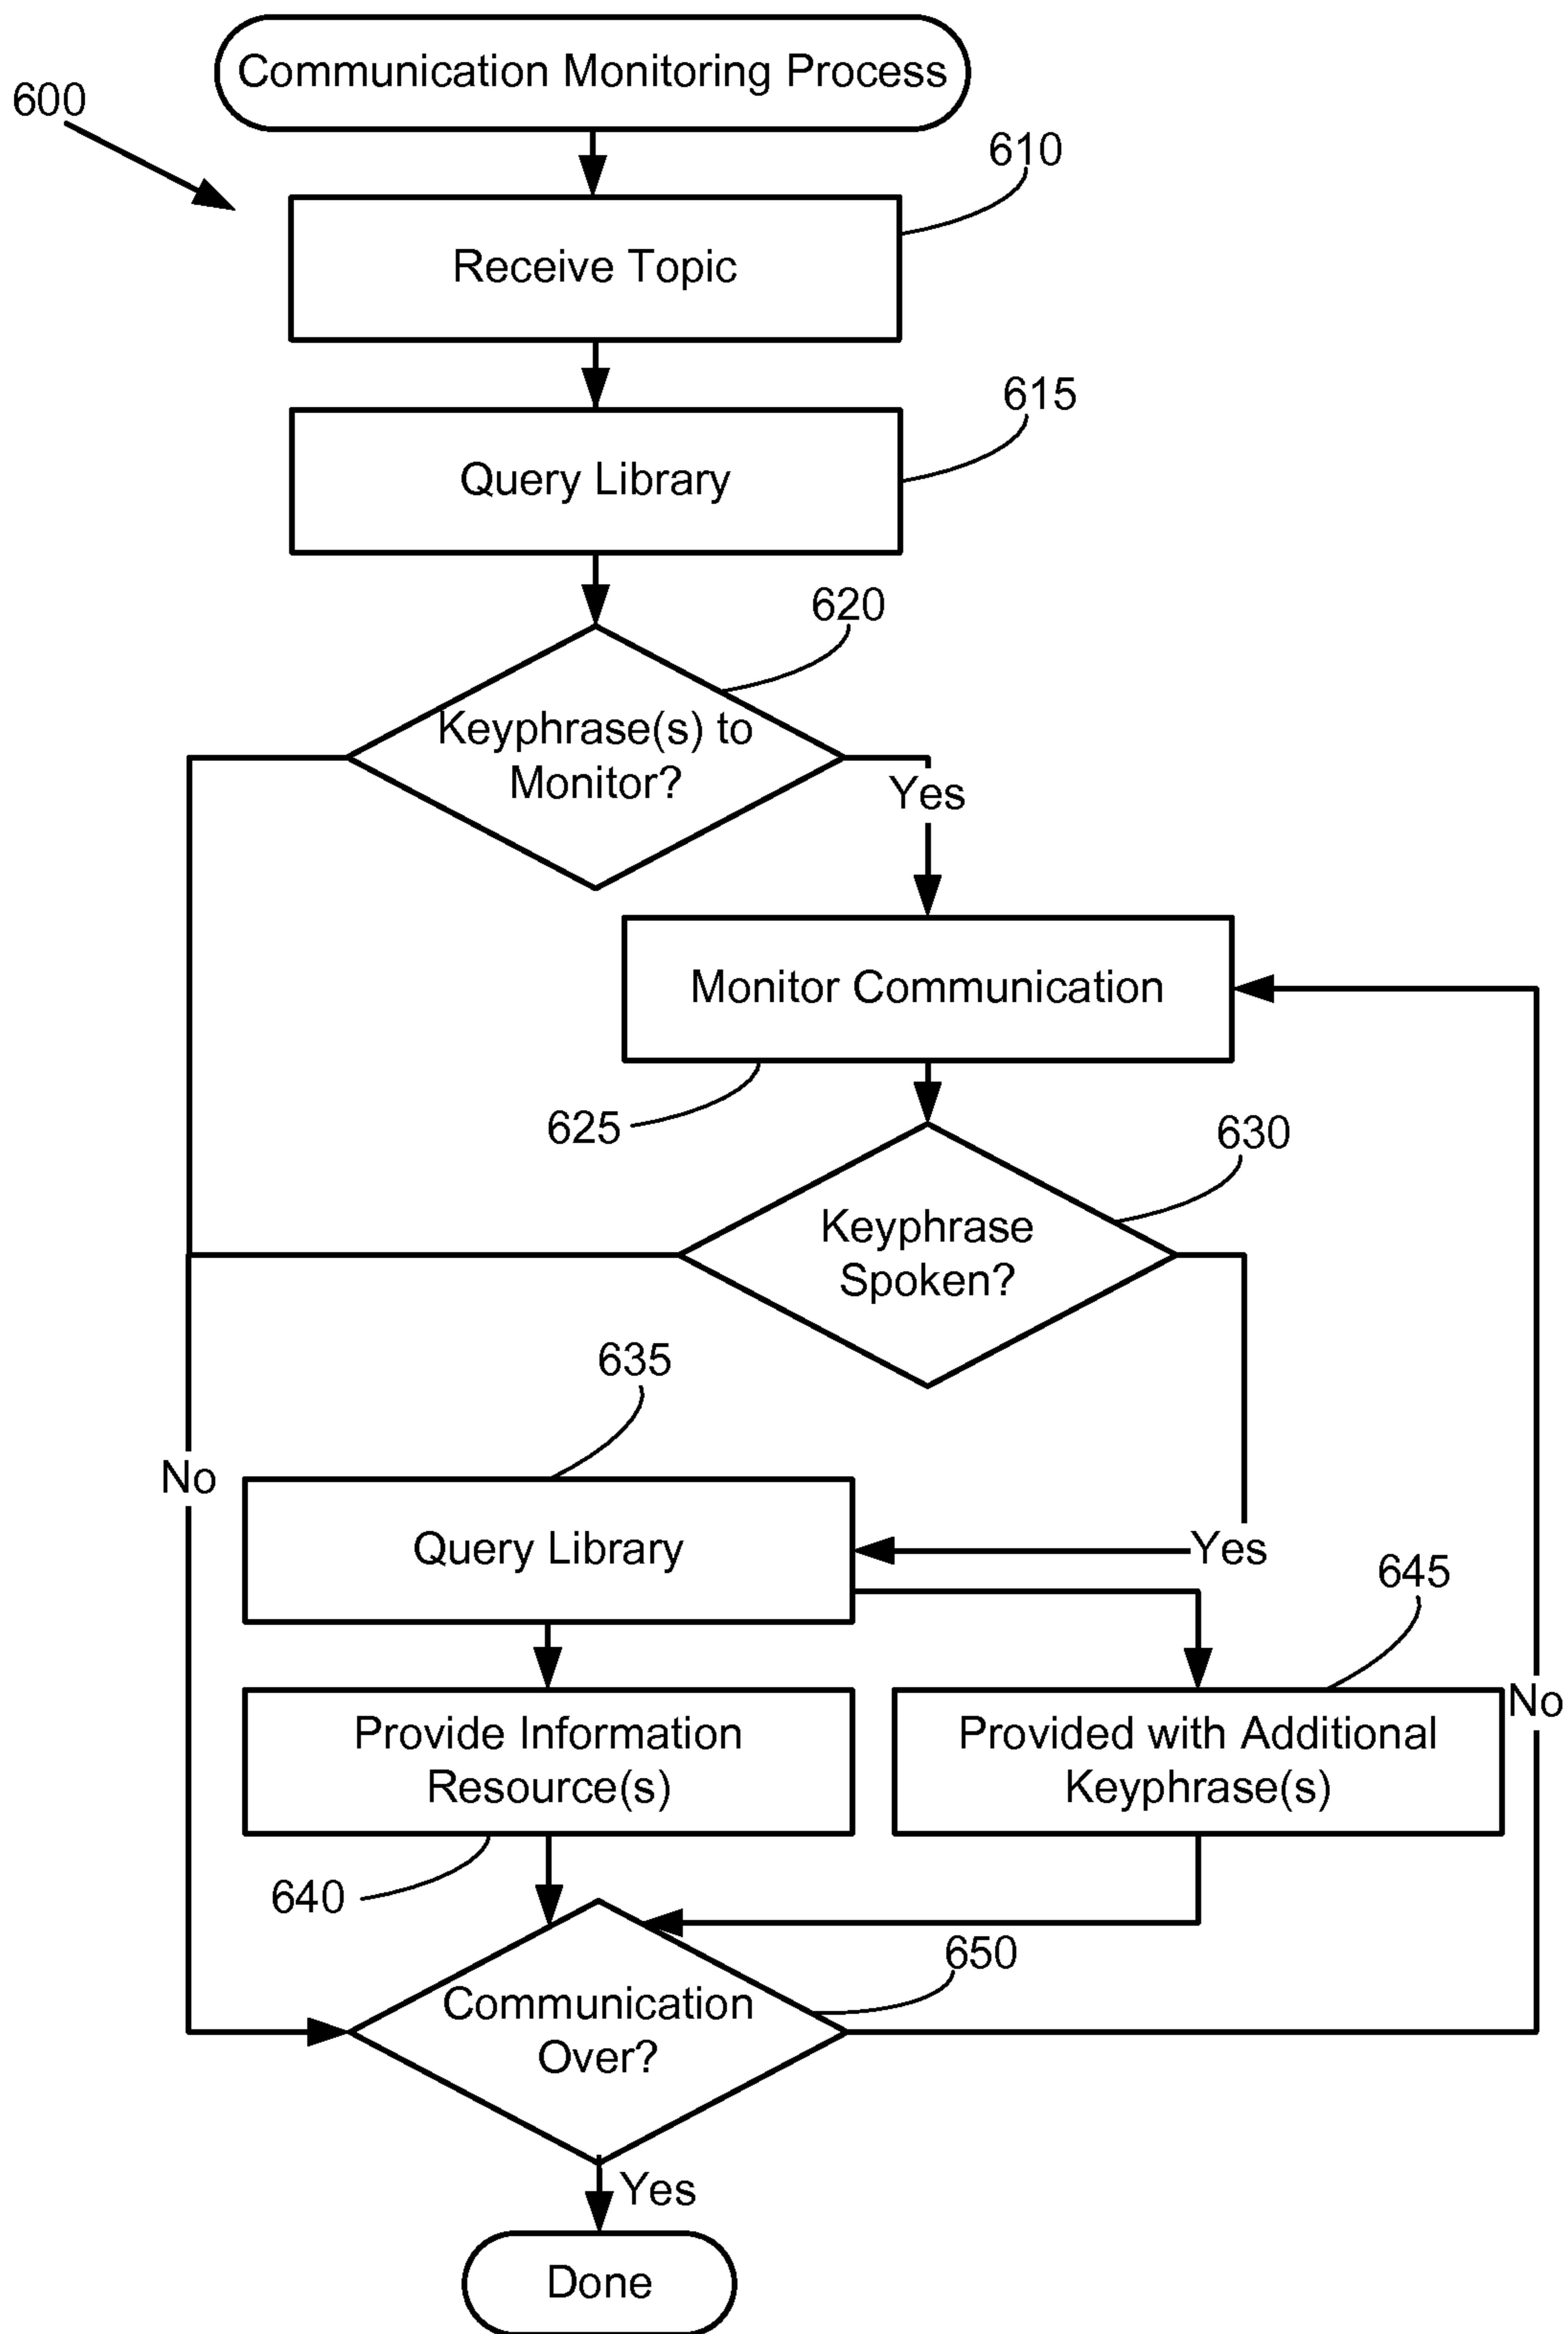 Communication Monitoring Process
600
610
Receive Topic
615
Query Library
620
Keyphrase(s) to
Monitor?
Yes
Monitor Communication
625
630
Keyphrase
Spoken?
635
No
Query Library
Yes
645
No
Provide Information
Resource(s)
Provided with Additional
Keyphrase(s)
640
650
Communication
Over?
Yes
Done